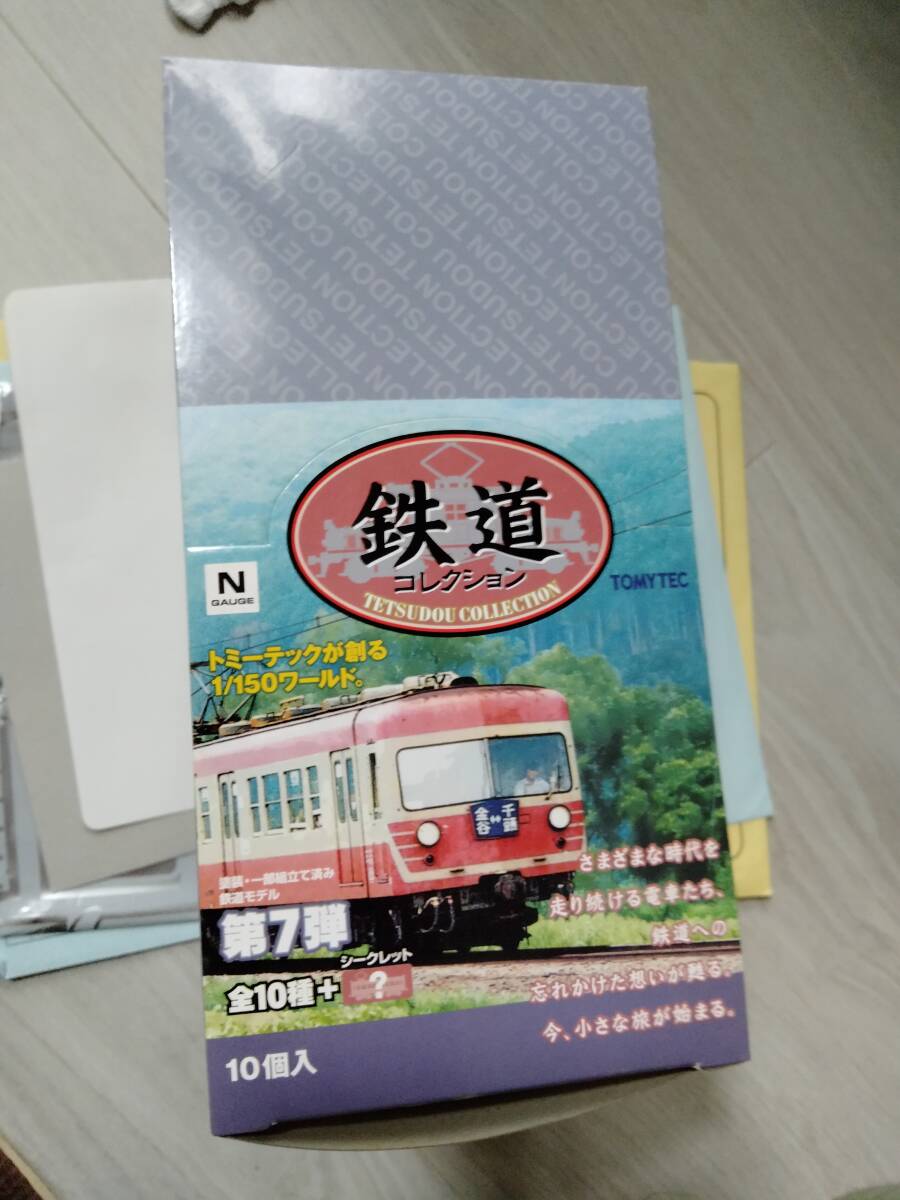 TETSUDOU COLLECTION
鉄道
コレクション
TETSUDOU COLLECTION
TOMYTEC
N
GAUGE
トミーテックが創る
1/150ワールド。
金谷↔千頭
塗装・一部組立て済み
鉄道モデル
第7弾
シークレット
全10種+
?
さまざまな時代を
走り続ける電車たち、
鉄道への
忘れかけた想いが甦る。
今、小さな旅が始まる。
10個入